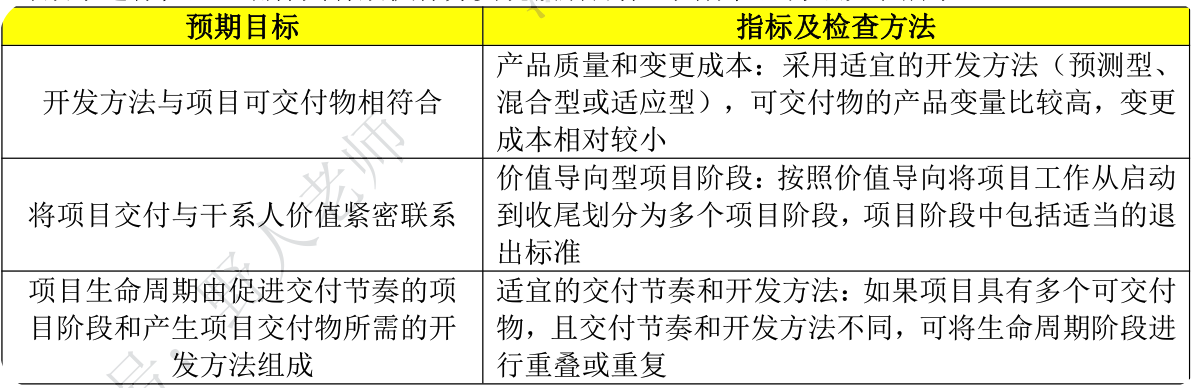 预期目标
指标及检查方法
开发方法与项目可交付物相符合
产品质量和变更成本：采用适宜的开发方法（预测型、
混合型或适应型），可交付物的产品变量比较高，变更
成本相对较小
将项目交付与干系人价值紧密联系
价值导向型项目阶段：按照价值导向将项目工作从启动
到收尾划分为多个项目阶段，项目阶段中包括适当的退
出标准
项目生命周期由促进交付节奏的项
目阶段和产生项目交付物所需的开
发方法组成
适宜的交付节奏和开发方法：如果项目具有多个可交付
物，且交付节奏和开发方法不同，可将生命周期阶段进
行重叠或重复
号：野人老师